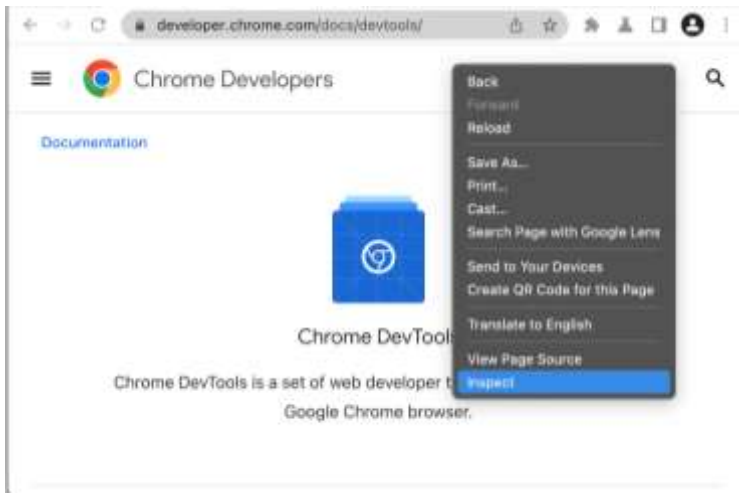 developer.chrome.com/docs/devtools/
Chrome Developers
Documentation
Back
Forward
Reload
Save As...
Print...
Cast...
Search Page with Google Lens
Send to Your Devices
Create QR Code for this Page
Translate to English
View Page Source
Inspect
Chrome DevTool
Chrome DevTools is a set of web developer t
Google Chrome browser.